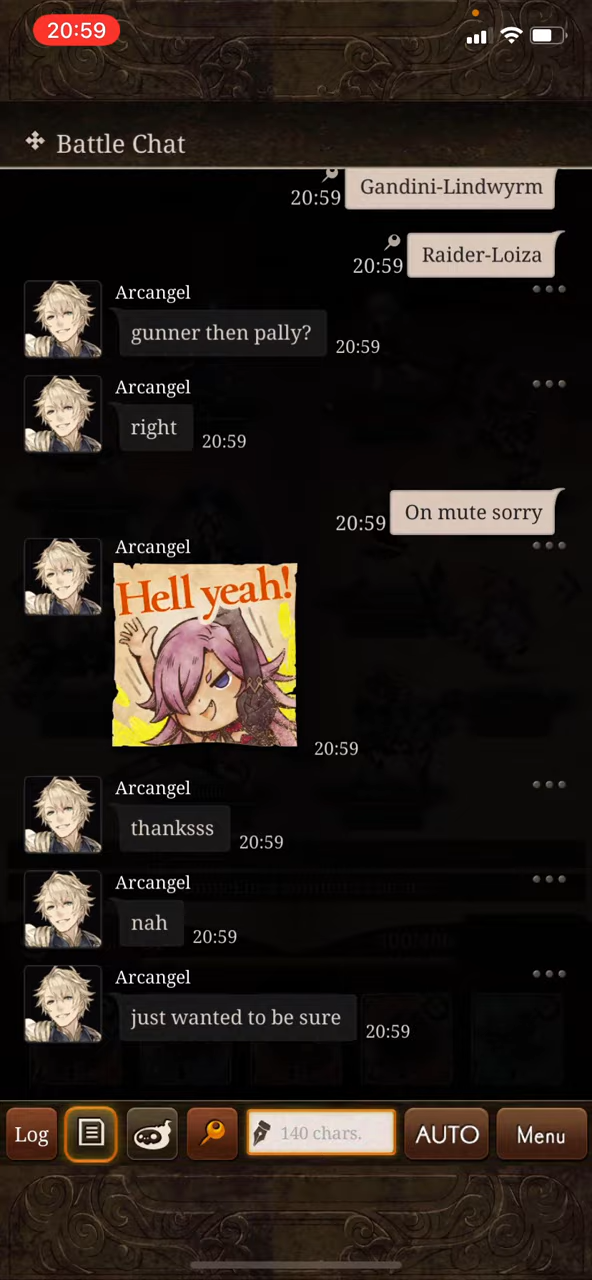 20:59
Battle Chat
20:59
Gandini-Lindwyrm
20:59
Raider-Loiza
Arcangel
gunner then pally?
20:59
Arcangel
right
20:59
20:59
On mute sorry
Arcangel
Hell yeah!
20:59
Arcangel
thanksss
20:59
Arcangel
nah
20:59
Arcangel
just wanted to be sure
20:59
Log
140 chars.
AUTO
Menu